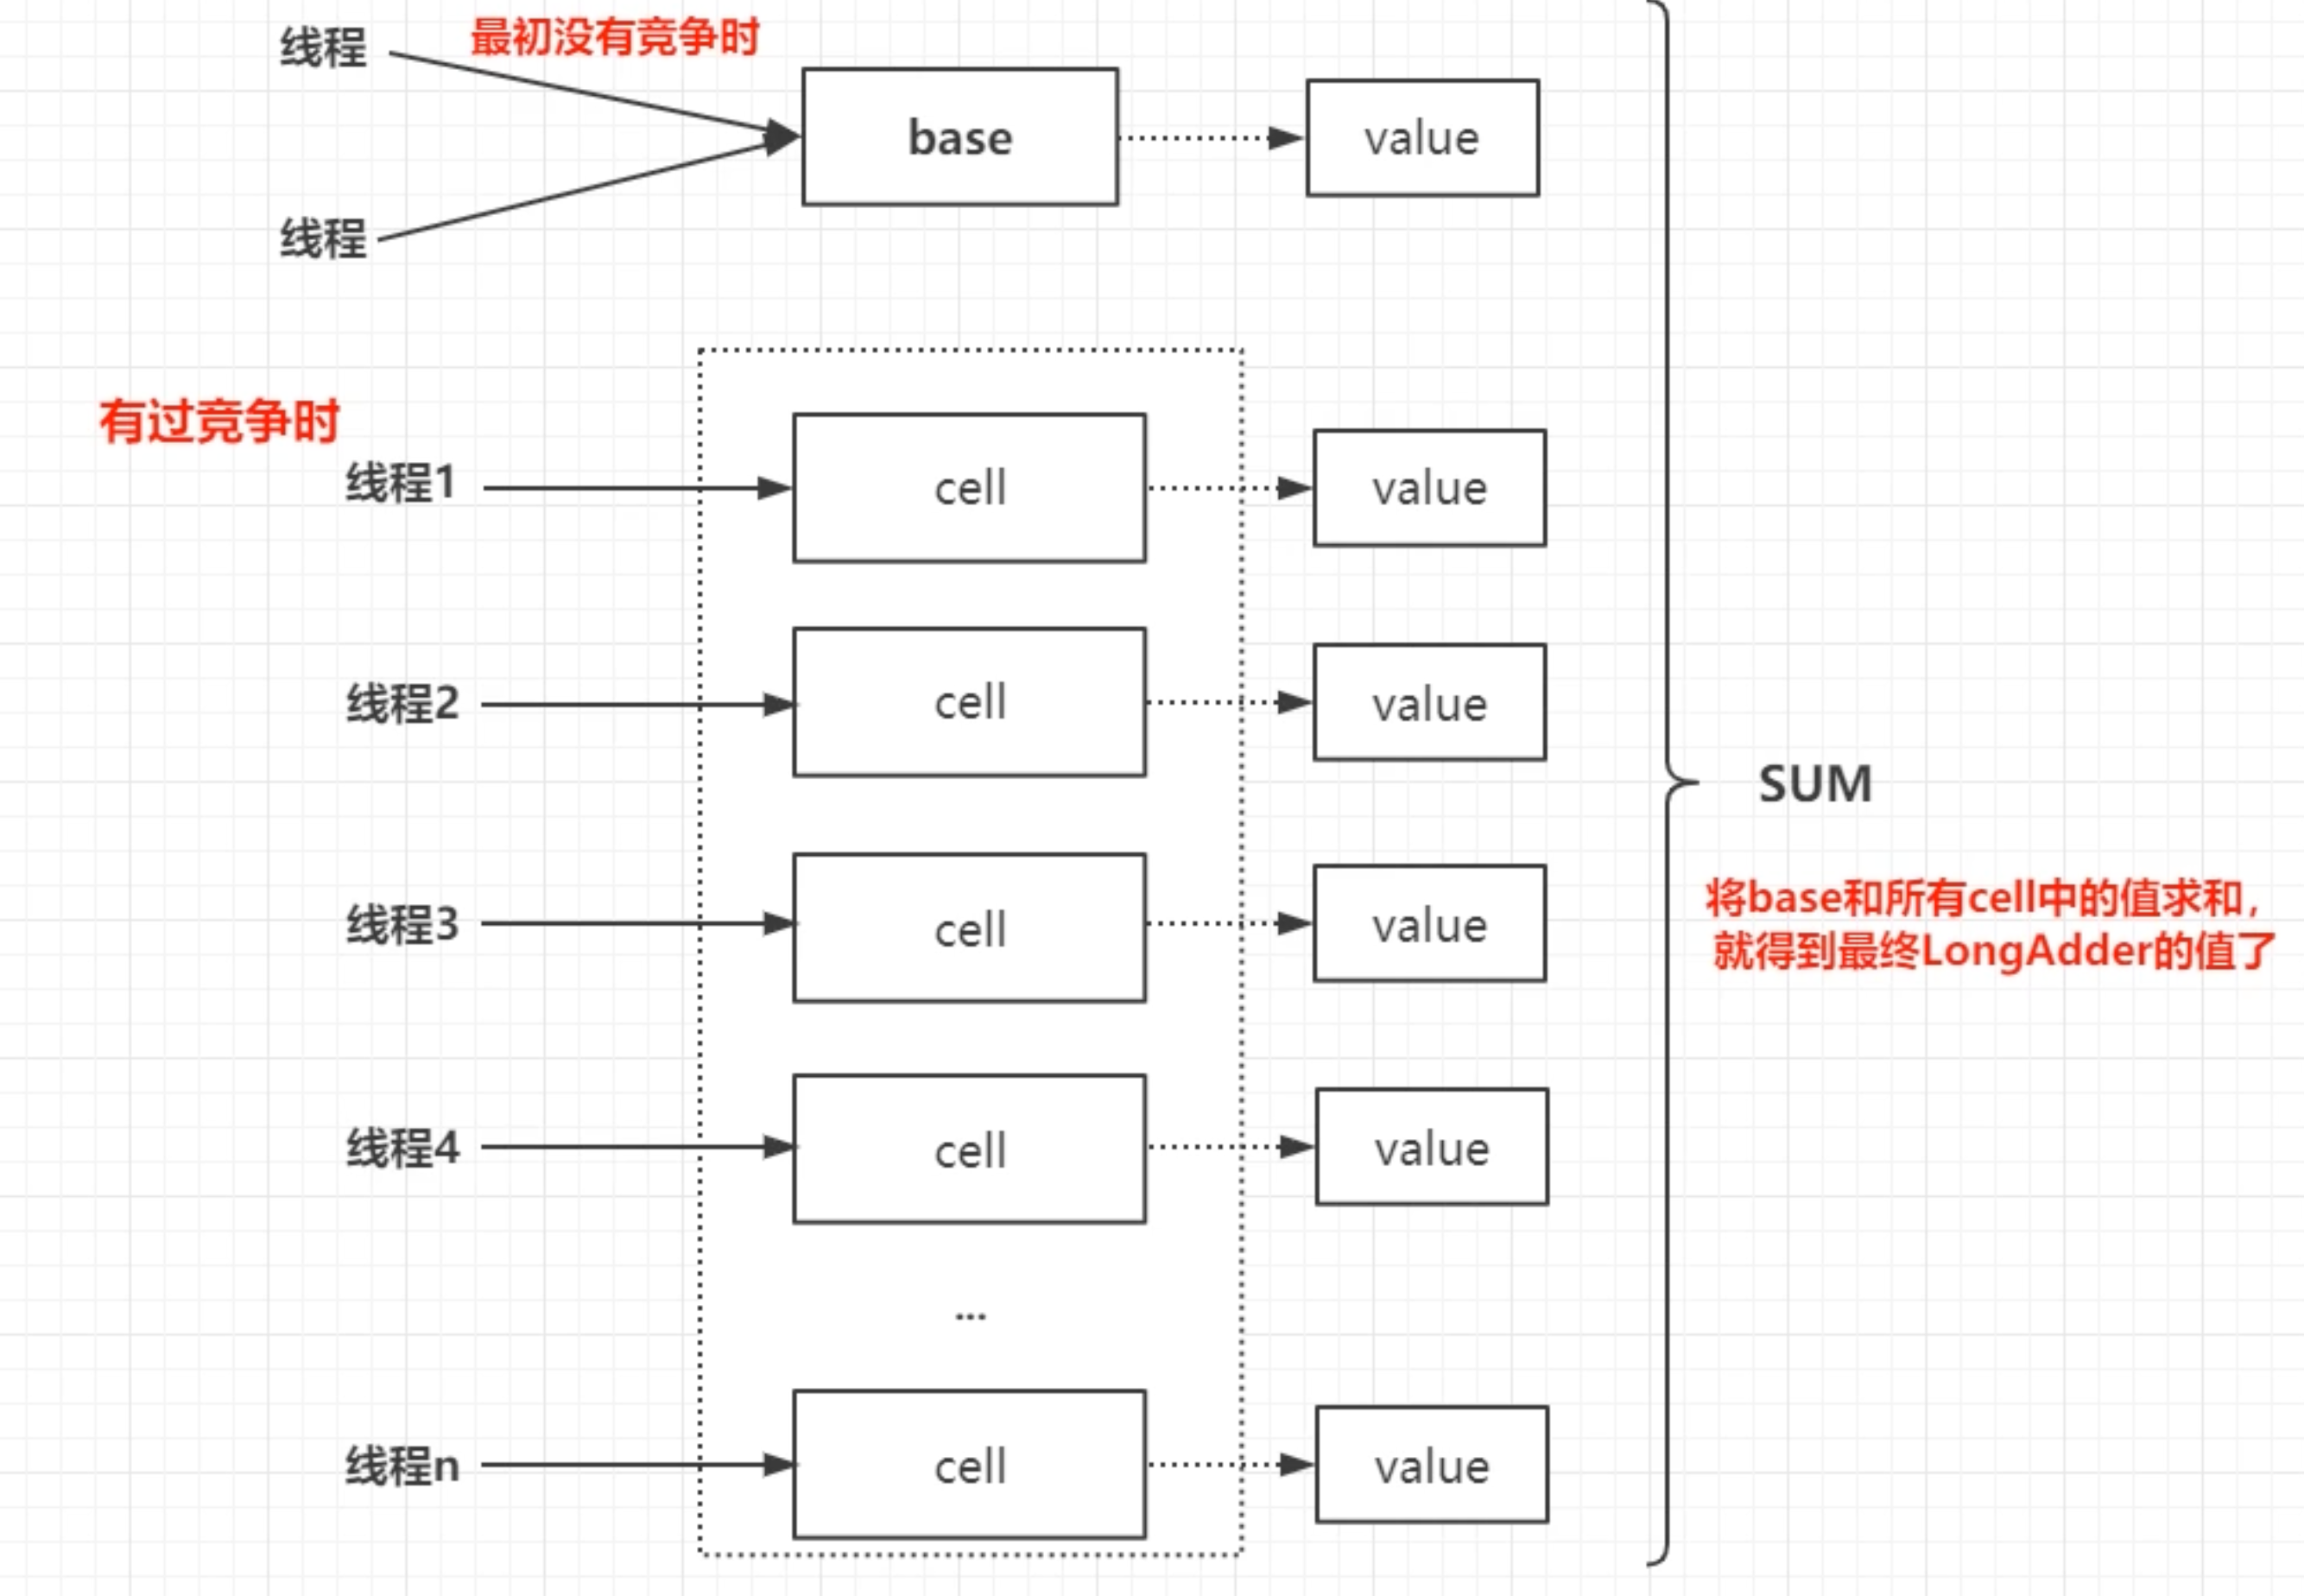 线程
最初没有竞争时
base
value
线程
有过竞争时
线程1
cell
value
线程2
cell
value
SUM
线程3
cell
value
将base和所有cell中的值求和，
就得到最终LongAdder的值了
线程4
cell
value
...
线程n
cell
value